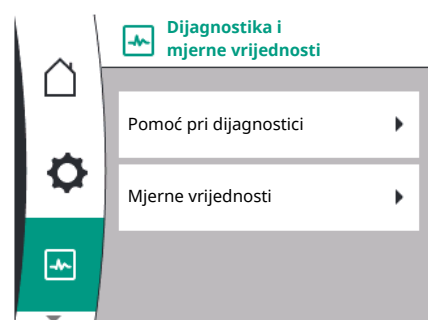 Dijagnostika i
mjerne vrijednosti
Pomoć pri dijagnostici
Mjerne vrijednosti